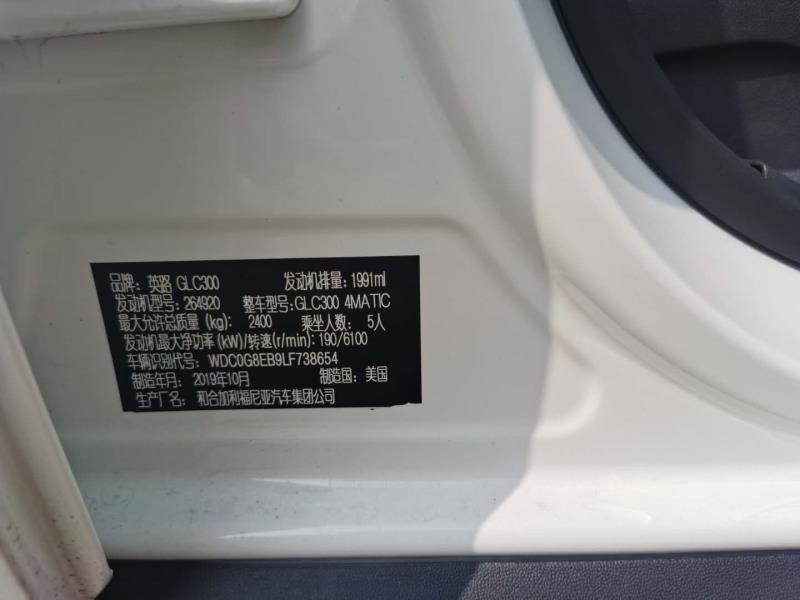 品牌: 英路 GLC300 发动机排量: 1991ml
发动机型号: 264920 整车型号: GLC300 4MATIC
最大允许总质量 (kg): 2400 乘坐人数: 5人
发动机最大净功率 (kW)/转速(r/min): 190/6100
车辆识别代号: WDC0G8EB9LF738654
制造年月: 2019年10月 制造国: 美国
生产厂名: 和合加利福尼亚汽车集团公司